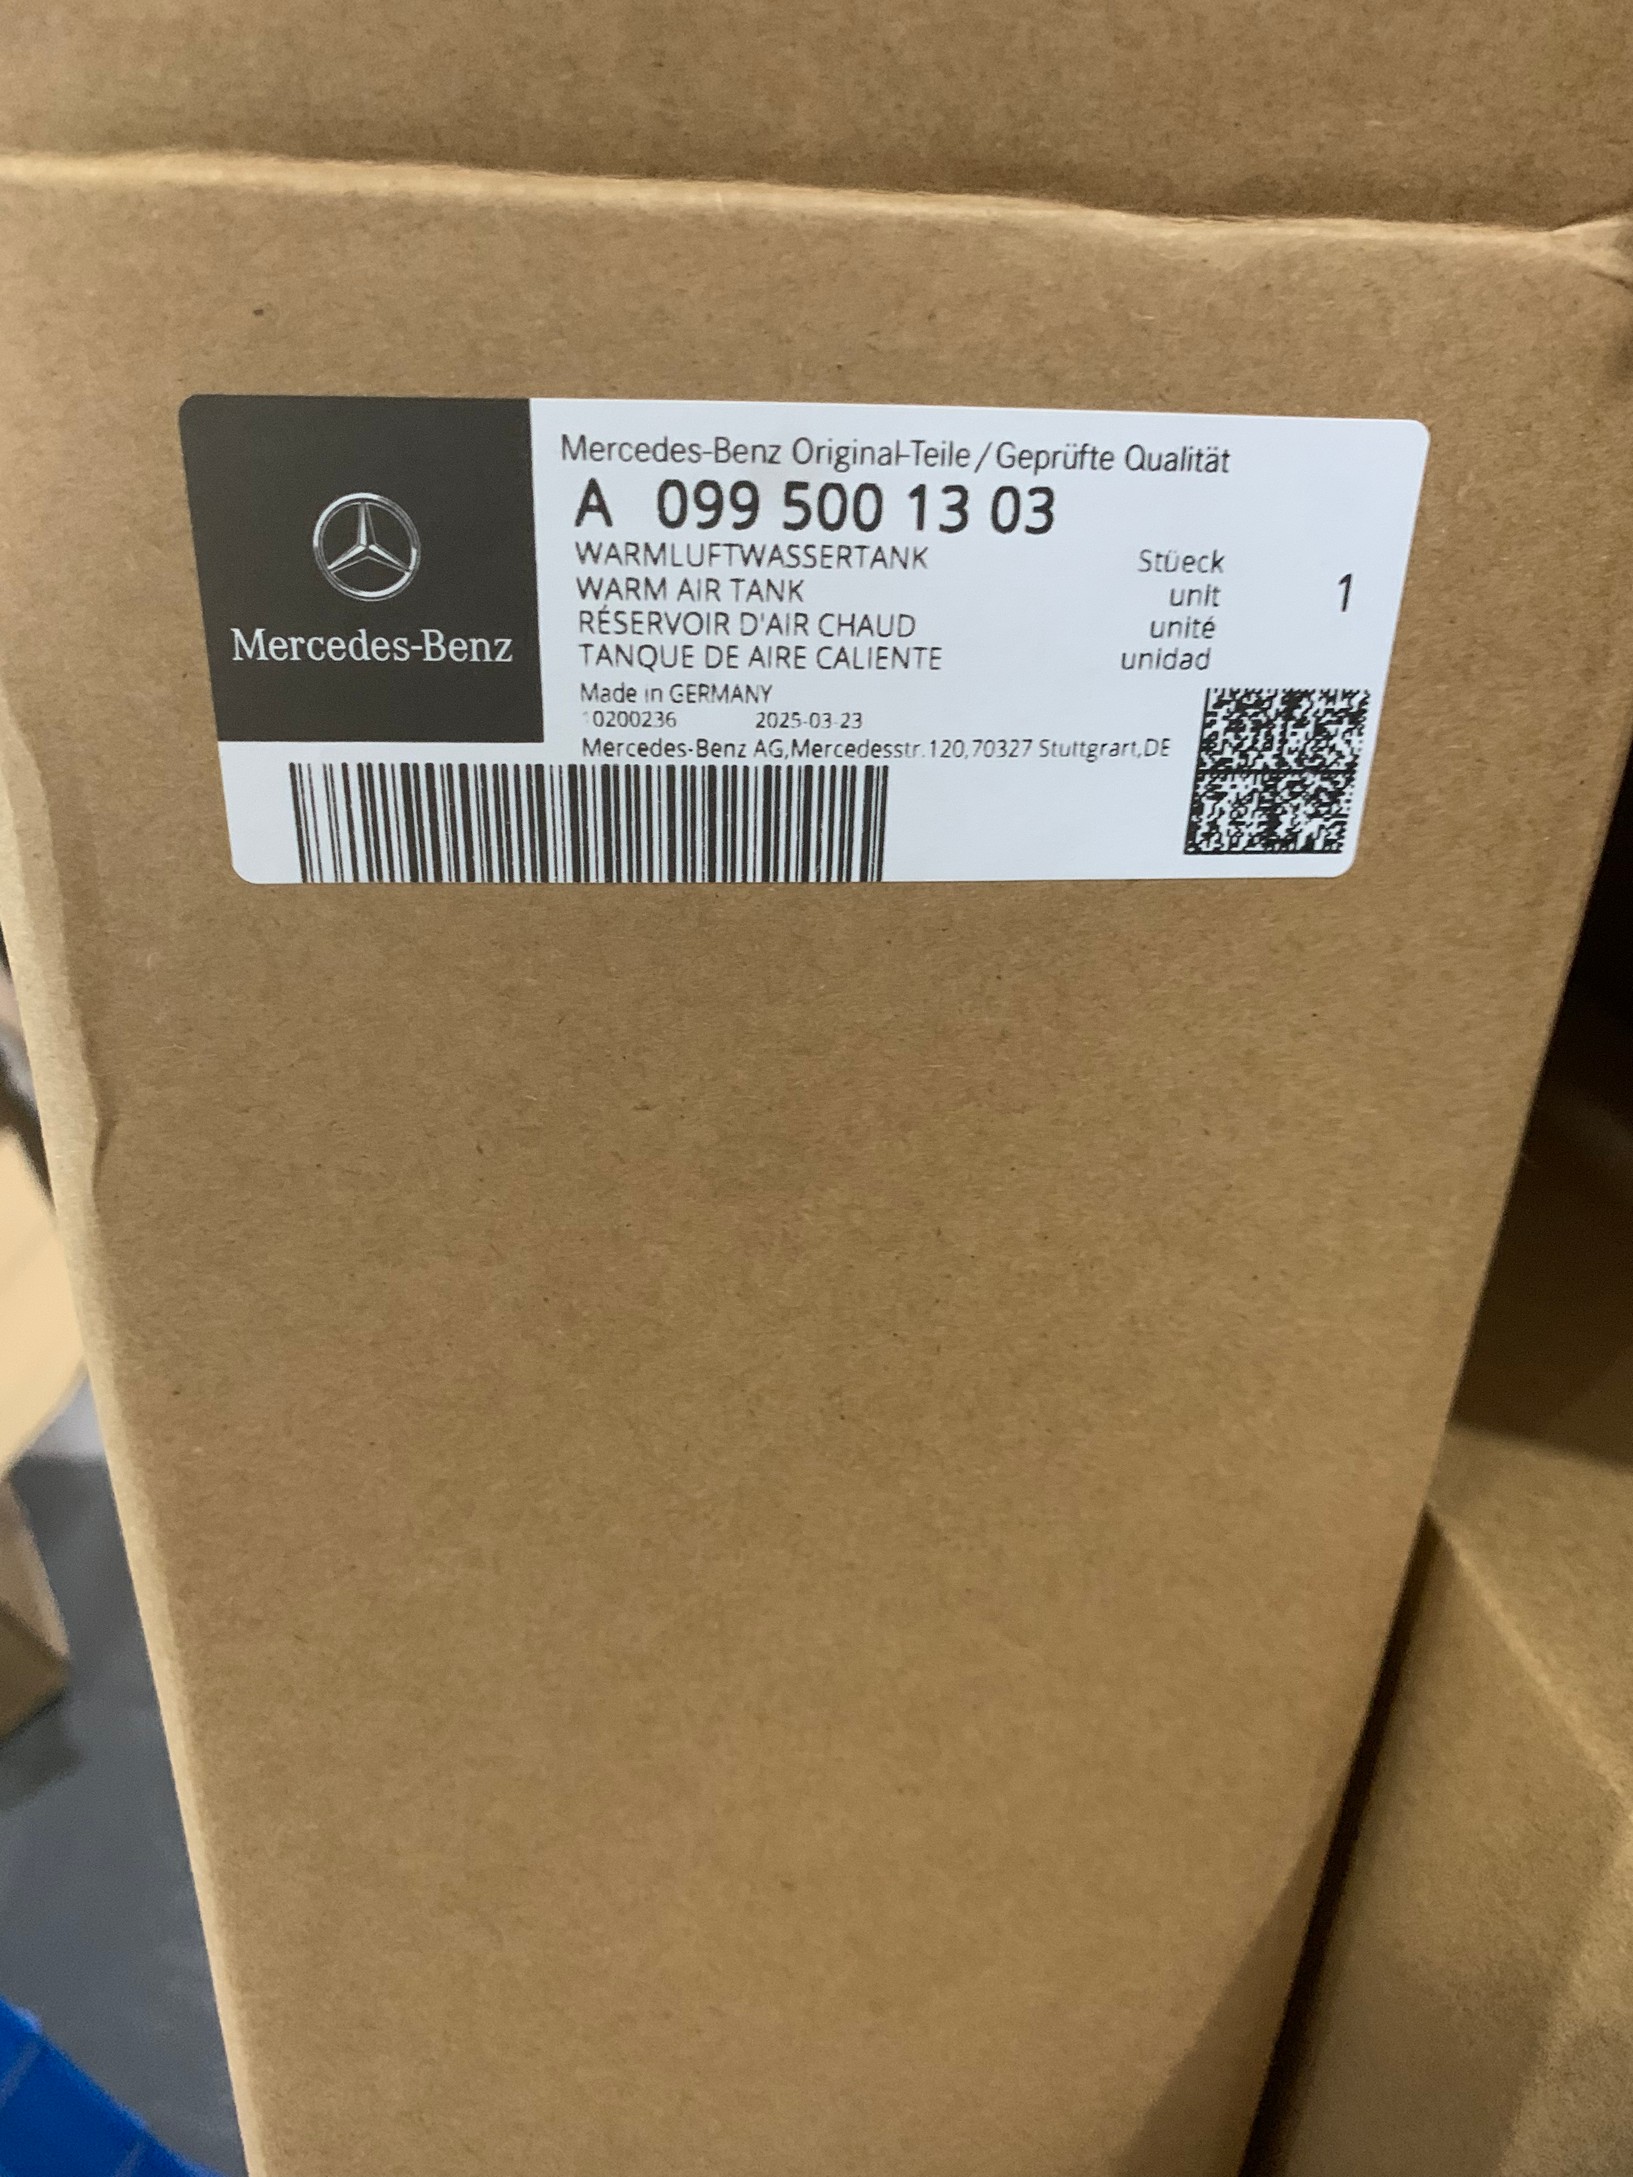 Mercedes-Benz
Mercedes-Benz Original-Teile/Geprüfte Qualität
A 099 500 13 03
WARMLUFTWASSERTANK Stüeck
WARM AIR TANK unit 1
RÉSERVOIR D'AIR CHAUD unité
TANQUE DE AIRE CALIENTE unidad
Made in GERMANY
10200236 2025-03-23
Mercedes-Benz AG,Mercedesstr.120,70327 Stuttgrart,DE